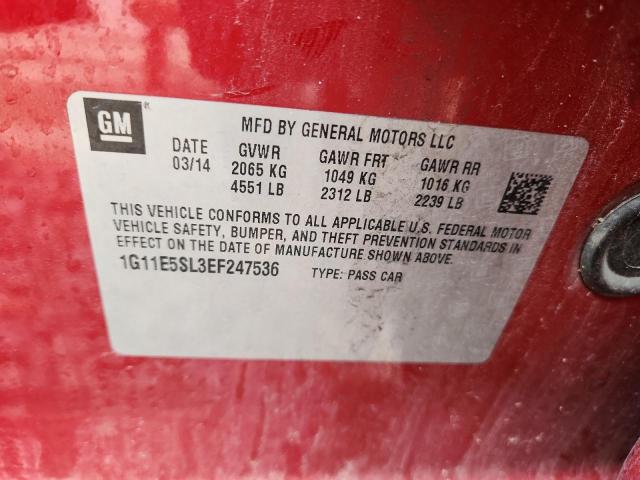 GM
MFD BY GENERAL MOTORS LLC
DATE GVWR GAWR FRT GAWR RR
03/14 2065 KG 1049 KG 1016 KG
4551 LB 2312 LB 2239 LB
THIS VEHICLE CONFORMS TO ALL APPLICABLE U.S. FEDERAL MOTOR
VEHICLE SAFETY, BUMPER, AND THEFT PREVENTION STANDARDS IN
EFFECT ON THE DATE OF MANUFACTURE SHOWN ABOVE.
1G11E5SL3EF247536 TYPE: PASS CAR